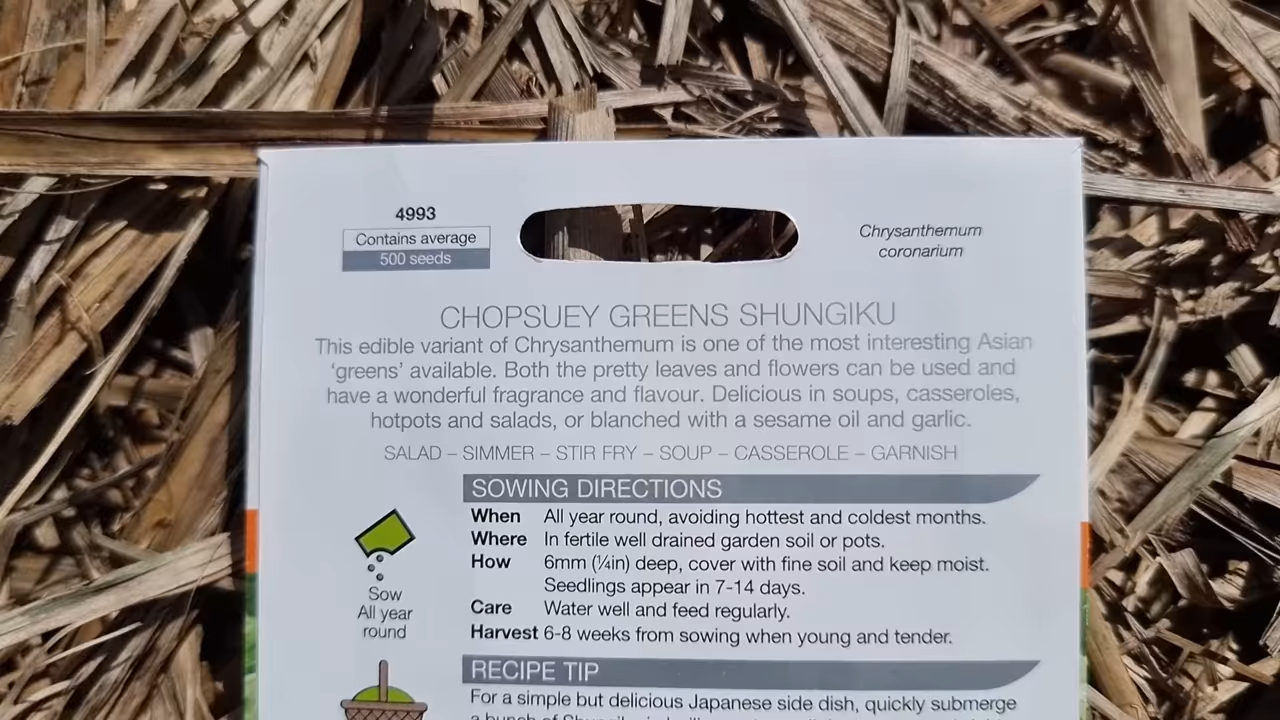 4993
Contains average
500 seeds
Chrysanthemum
coronarium
CHOPSUEY GREENS SHUNGIKU
This edible variant of Chrysanthemum is one of the most interesting Asian
‘greens’ available. Both the pretty leaves and flowers can be used and
have a wonderful fragrance and flavour. Delicious in soups, casseroles,
hotpots and salads, or blanched with a sesame oil and garlic.
SALAD – SIMMER – STIR FRY – SOUP – CASSEROLE – GARNISH
SOWING DIRECTIONS
When All year round, avoiding hottest and coldest months.
Where In fertile well drained garden soil or pots.
How 6mm (¼in) deep, cover with fine soil and keep moist.
Seedlings appear in 7-14 days.
Care Water well and feed regularly.
Harvest 6-8 weeks from sowing when young and tender.
Sow
All year
round
RECIPE TIP
For a simple but delicious Japanese side dish, quickly submerge